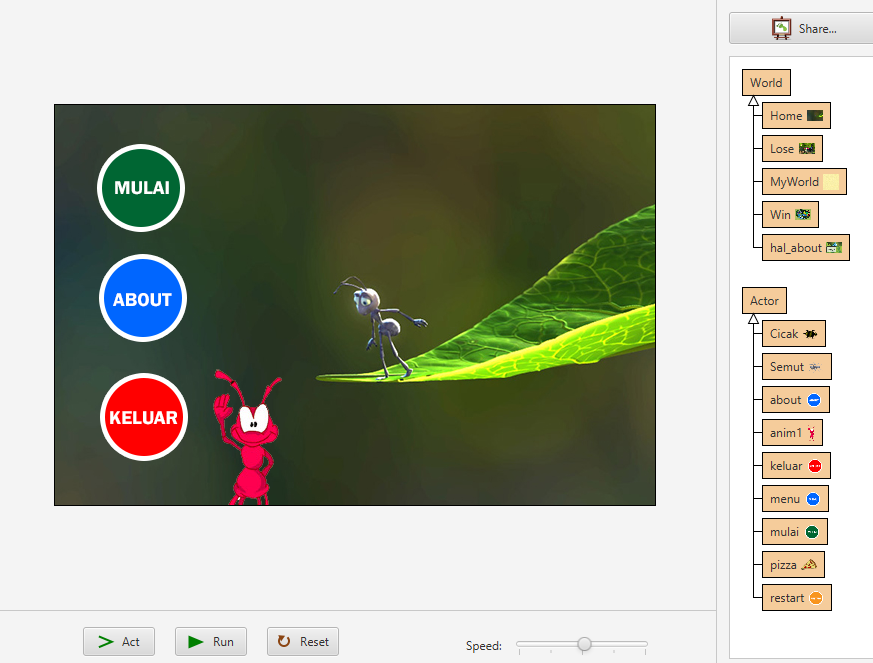 Share...
World
Home
Lose
MyWorld
Win
hal_about
MULAI
ABOUT
KELUAR
Actor
Cicak
Semut
about
anim1
keluar
menu
mulai
pizza
restart
Act
Run
Reset
Speed: